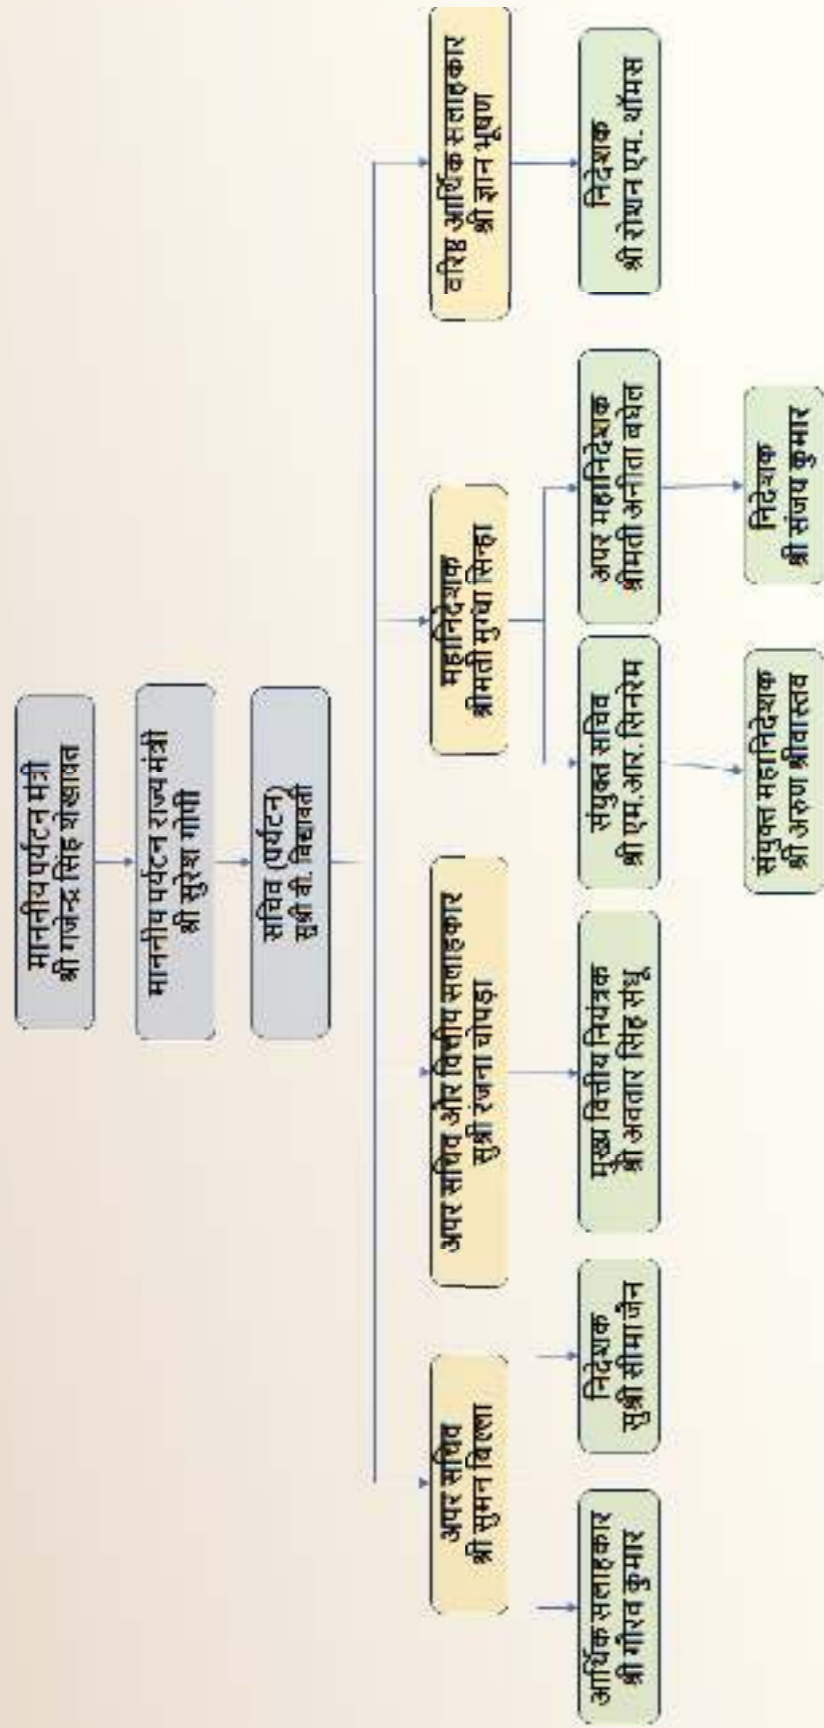 माननीय पर्यटन मंत्री
श्री गजेन्द्र सिंह शेखावत
माननीय पर्यटन राज्य मंत्री
श्री सुरेश गोपी
सचिव (पर्यटन)
सुश्री वी. विद्यावती
अपर सचिव
श्री सुमन बिल्ला
अपर सचिव और वित्तीय सलाहकार
सुश्री रंजना चोपड़ा
महानिदेशक
श्रीमती मुग्धा सिन्हा
वरिष्ठ आर्थिक सलाहकार
श्री ज्ञान भूषण
आर्थिक सलाहकार
श्री गौरव कुमार
निदेशक
सुश्री सीमा जैन
मुख्य वित्तीय नियंत्रक
श्री अवतार सिंह संधू
संयुक्त सचिव
श्री एम.आर. सिनरेम
अपर महानिदेशक
श्रीमती अनीता बघेल
निदेशक
श्री रोशन एम. थॉमस
संयुक्त महानिदेशक
श्री अरुण श्रीवास्तव
निदेशक
श्री संजय कुमार